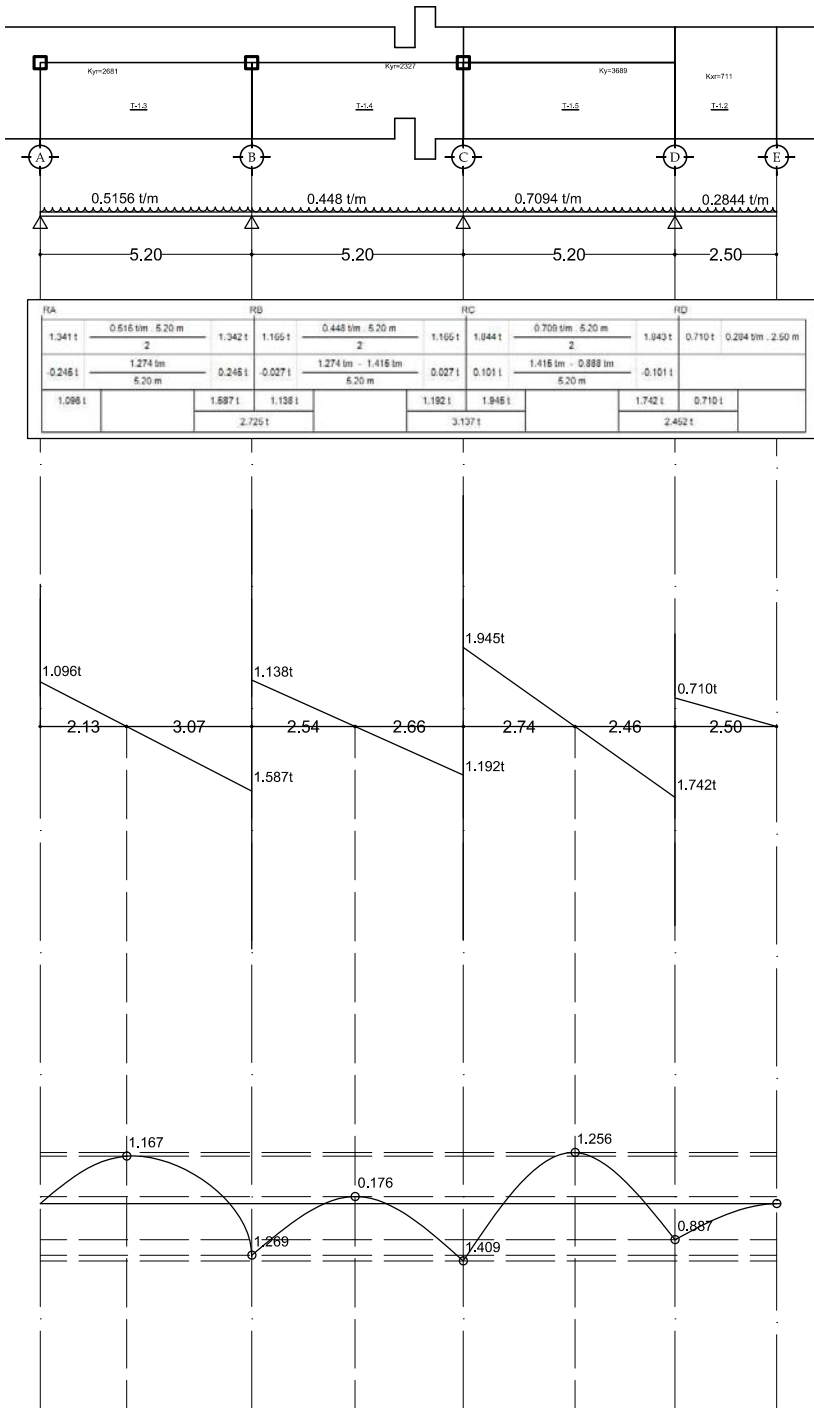 Kyr=2681
Kyr=2327
Ky=3689
Kxr=711
T-1.3
T-1.4
T-1.5
T-1.2
A
B
C
D
E
0.5156 t/m
0.448 t/m
0.7094 t/m
0.2844 t/m
5.20
5.20
5.20
2.50
RA
RB
RC
RD
1.341 t
0.516 t/m . 5.20 m
2
1.342 t
1.165 t
0.448 t/m . 5.20 m
2
1.165 t
1.844 t
0.709 t/m . 5.20 m
2
1.843 t
0.710 t
0.284 t/m . 2.50 m
-0.245 t
1.274 tm
5.20 m
0.245 t
-0.027 t
1.274 tm - 1.415 tm
5.20 m
0.027 t
0.101 t
1.415 tm - 0.888 tm
5.20 m
-0.101 t
1.096 t
1.587 t
1.138 t
1.192 t
1.945 t
1.742 t
0.710 t
2.725 t
3.137 t
2.452 t
1.945t
1.096t
1.138t
0.710t
2.13
3.07
2.54
2.66
2.74
2.46
2.50
1.587t
1.192t
1.742t
1.167
1.256
0.176
0.887
1.269
1.409